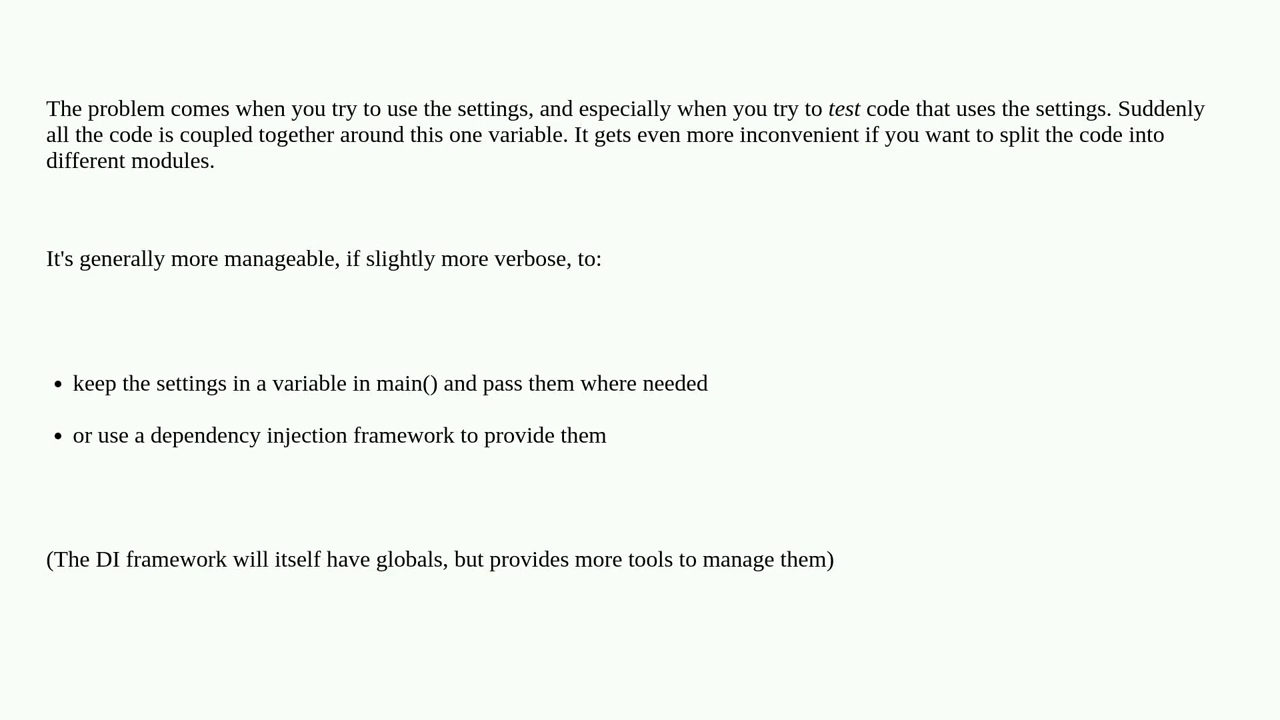 The problem comes when you try to use the settings, and especially when you try to test code that uses the settings. Suddenly
all the code is coupled together around this one variable. It gets even more inconvenient if you want to split the code into
different modules.
It's generally more manageable, if slightly more verbose, to:
• keep the settings in a variable in main() and pass them where needed
• or use a dependency injection framework to provide them
(The DI framework will itself have globals, but provides more tools to manage them)